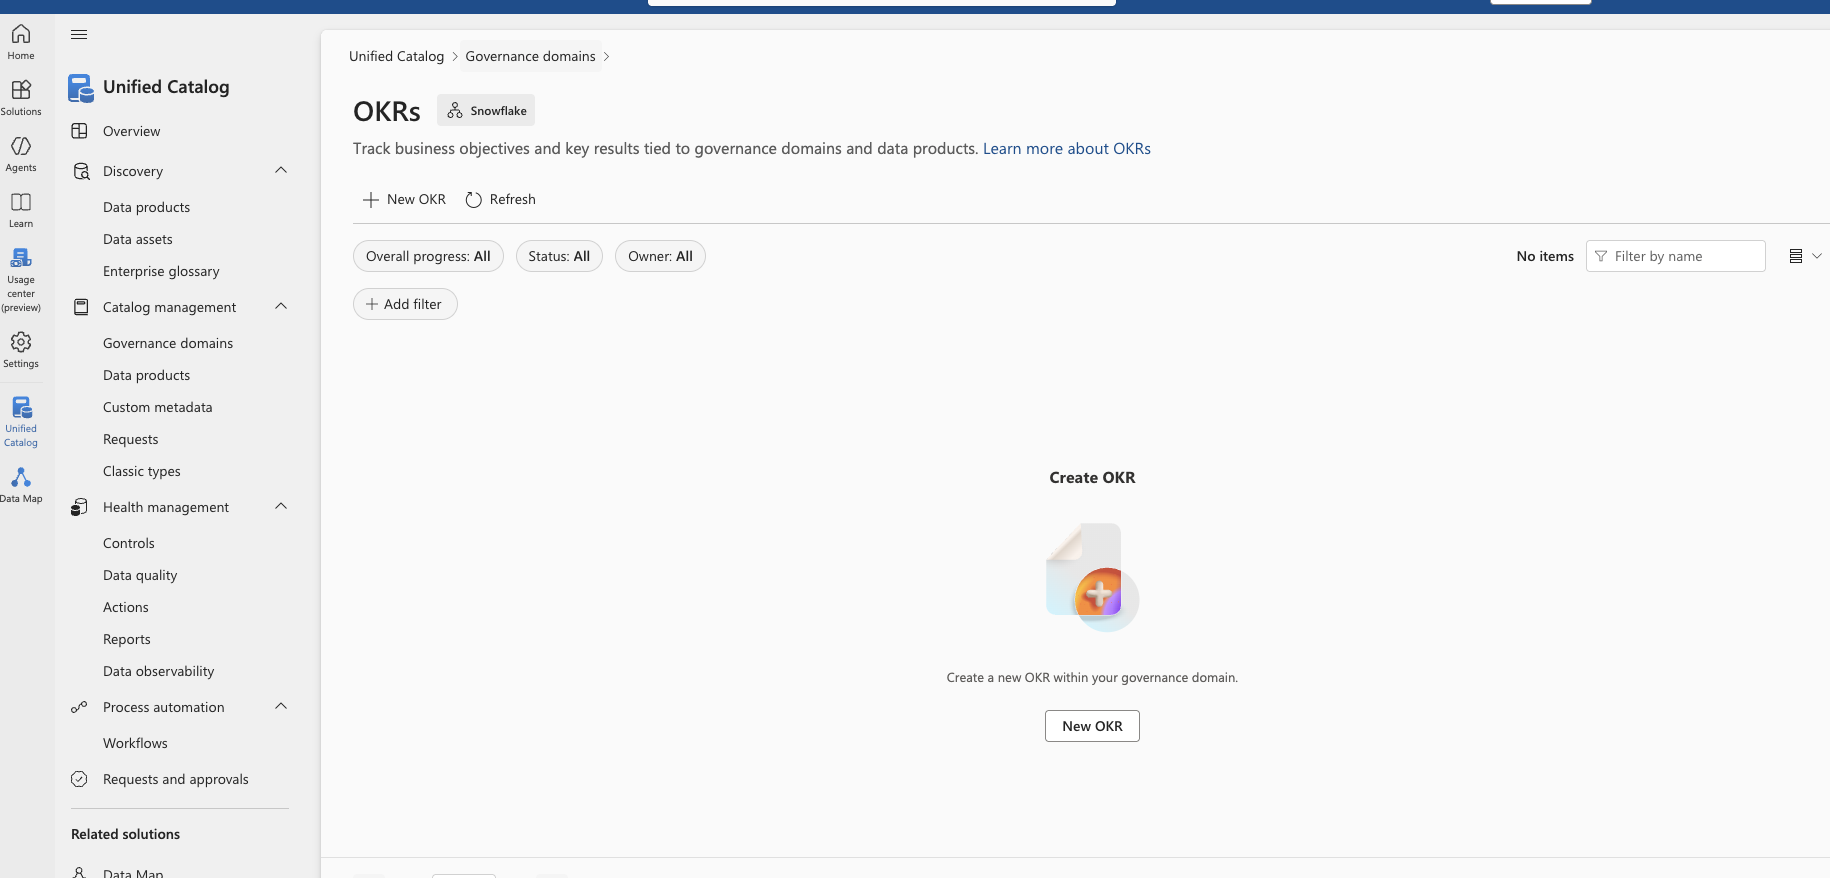 Home
Solutions
Agents
Learn
Usage
center
(preview)
Settings
Unified
Catalog
Data Map
Unified Catalog
Overview
Discovery
Data products
Data assets
Enterprise glossary
Catalog management
Governance domains
Data products
Custom metadata
Requests
Classic types
Health management
Controls
Data quality
Actions
Reports
Data observability
Process automation
Workflows
Requests and approvals
Related solutions
Data Map
Unified Catalog > Governance domains >
OKRs Snowflake
Track business objectives and key results tied to governance domains and data products. Learn more about OKRs
New OKR Refresh
Overall progress: All Status: All Owner: All No items Filter by name
Add filter
Create OKR
Create a new OKR within your governance domain.
New OKR